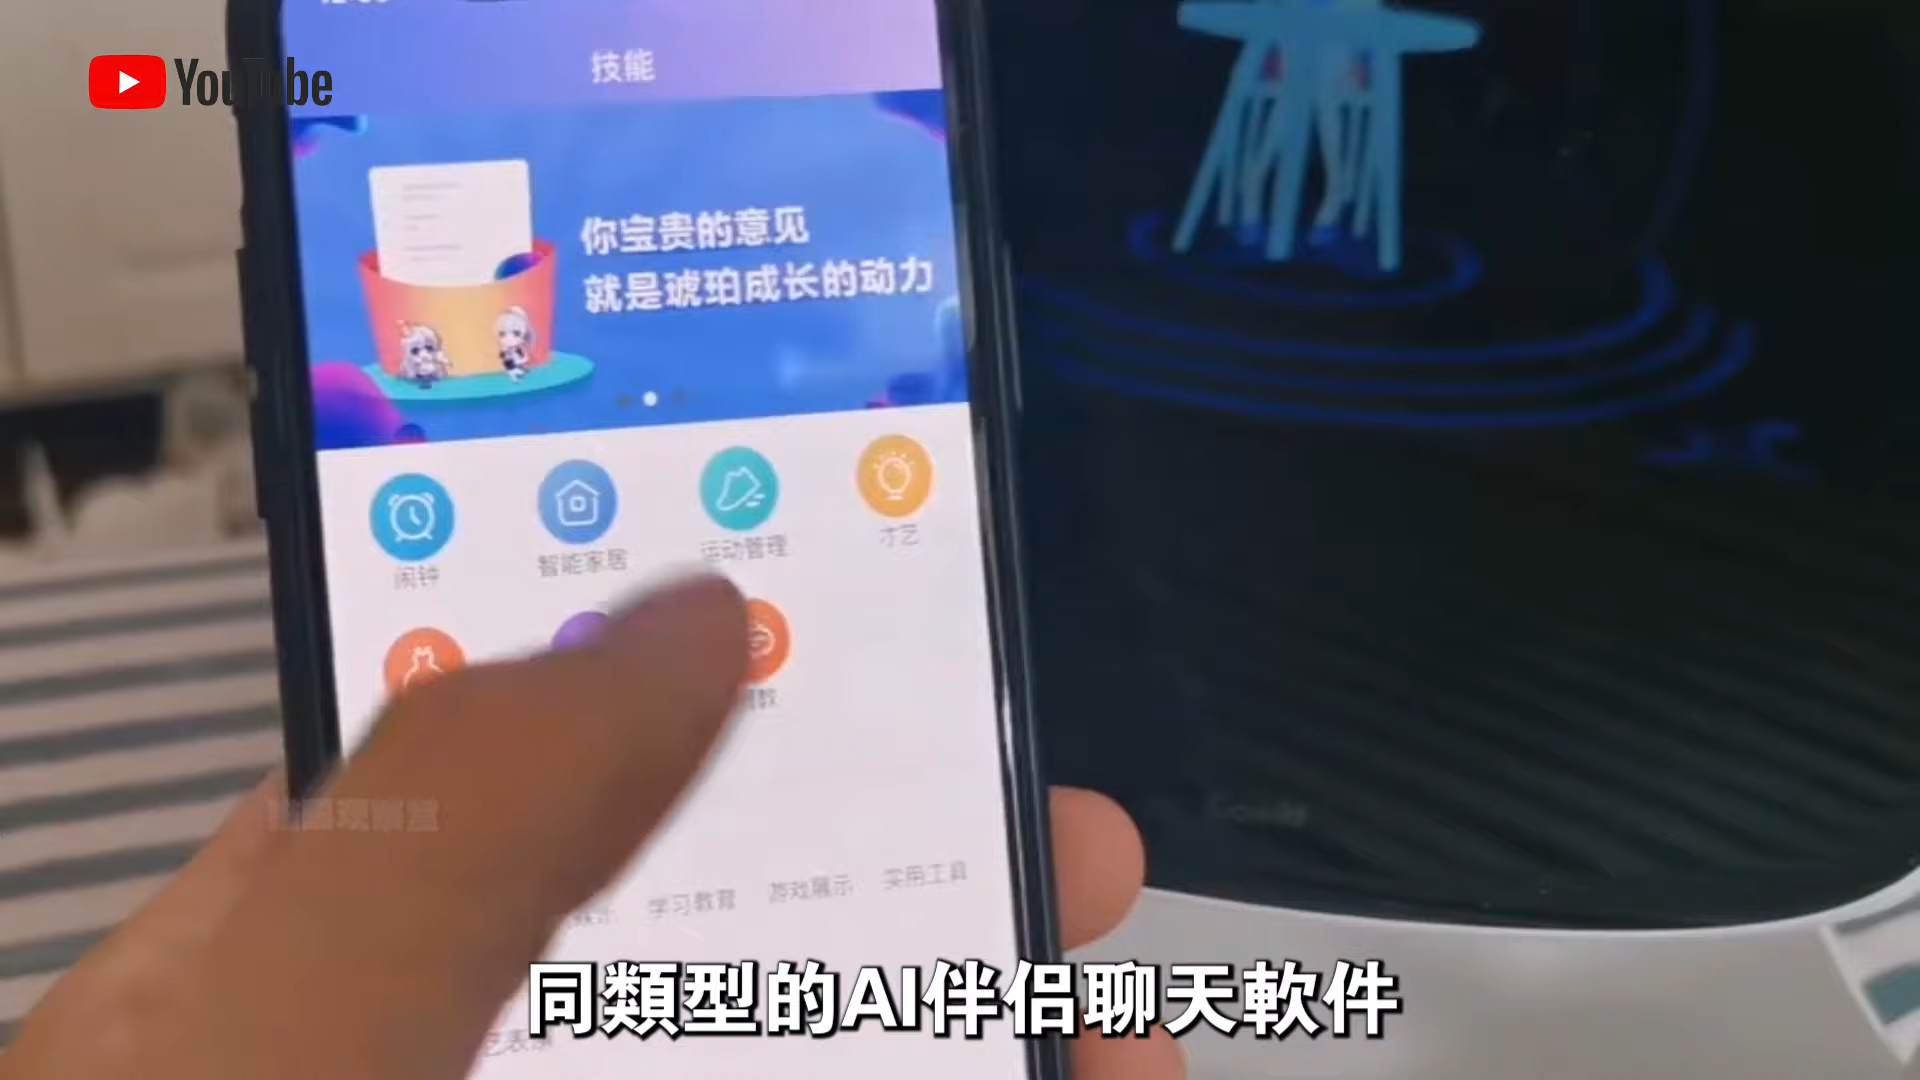 YouTube
技能
你宝贵的意见
就是琥珀成长的动力
闹钟
智能家居
运动管理
才艺
学习教育
游戏展示
实用工具
同類型的AI伴侶聊天軟件